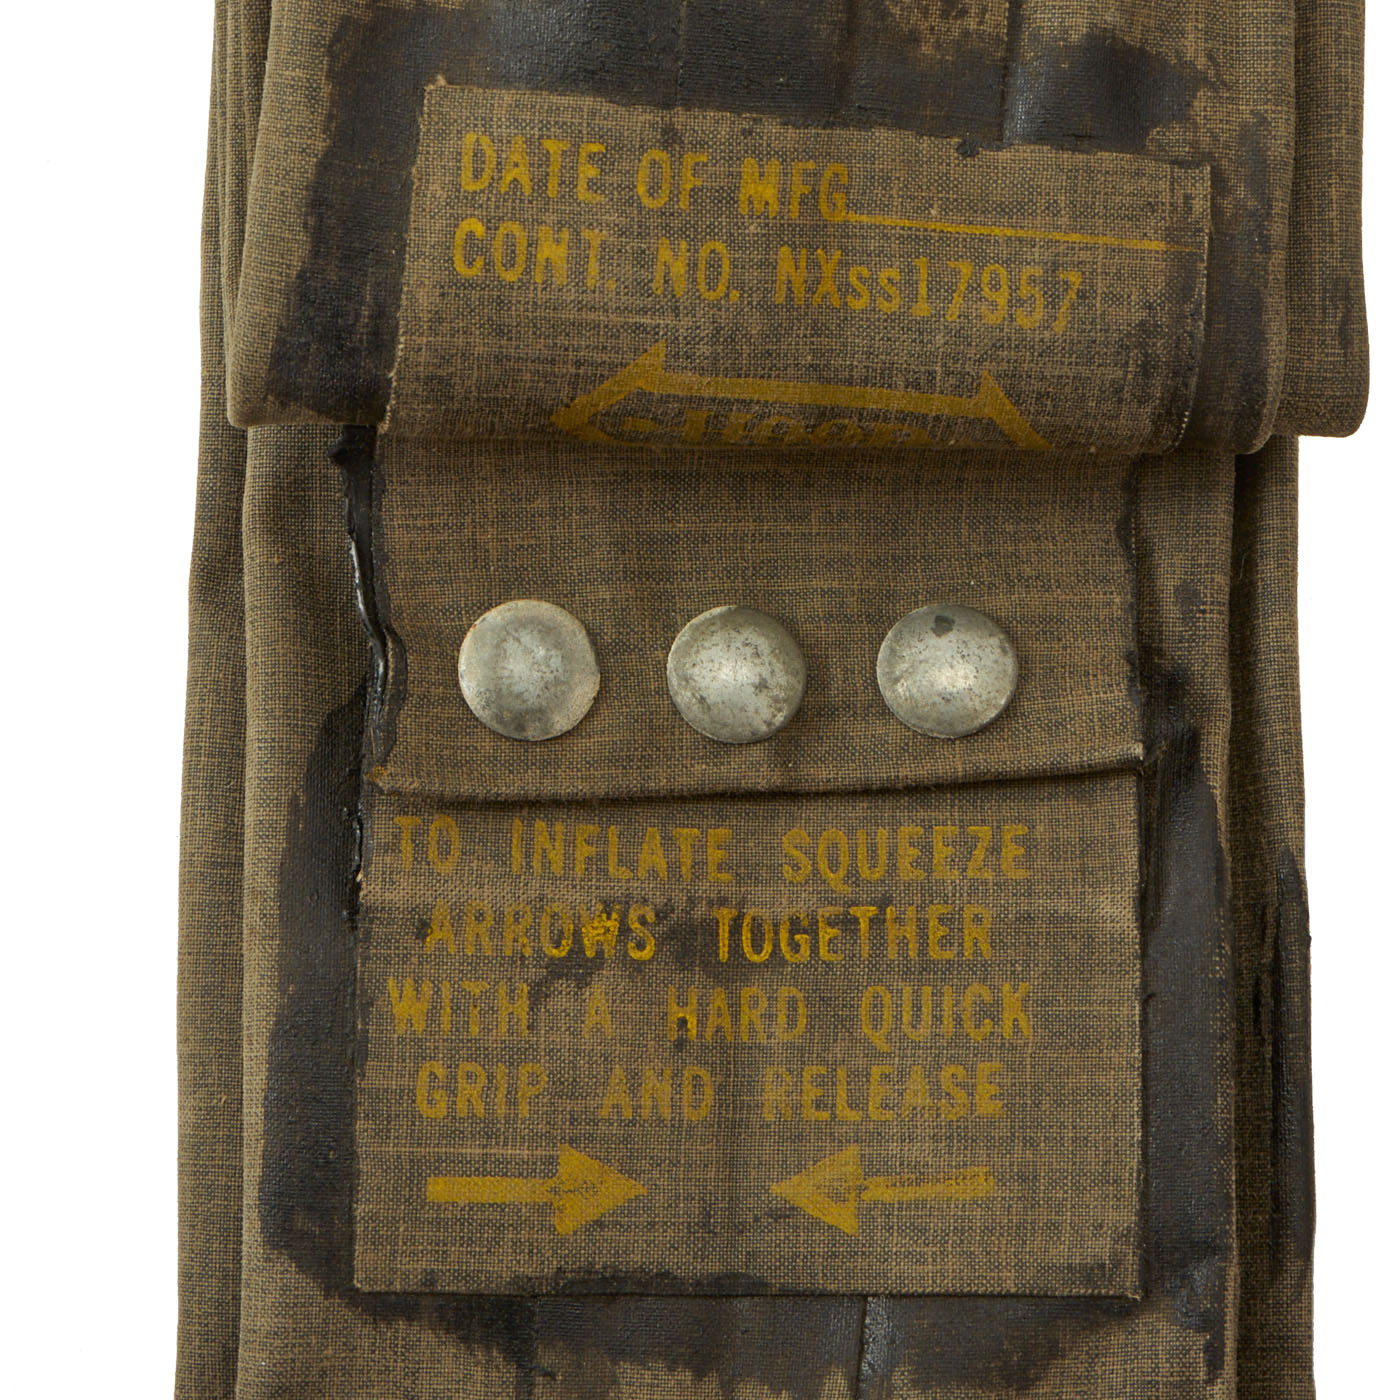 DATE OF MFG
CONT. NO. NXss17957
TO INFLATE SQUEEZE
ARROWS TOGETHER
WITH A HARD QUICK
GRIP AND RELEASE